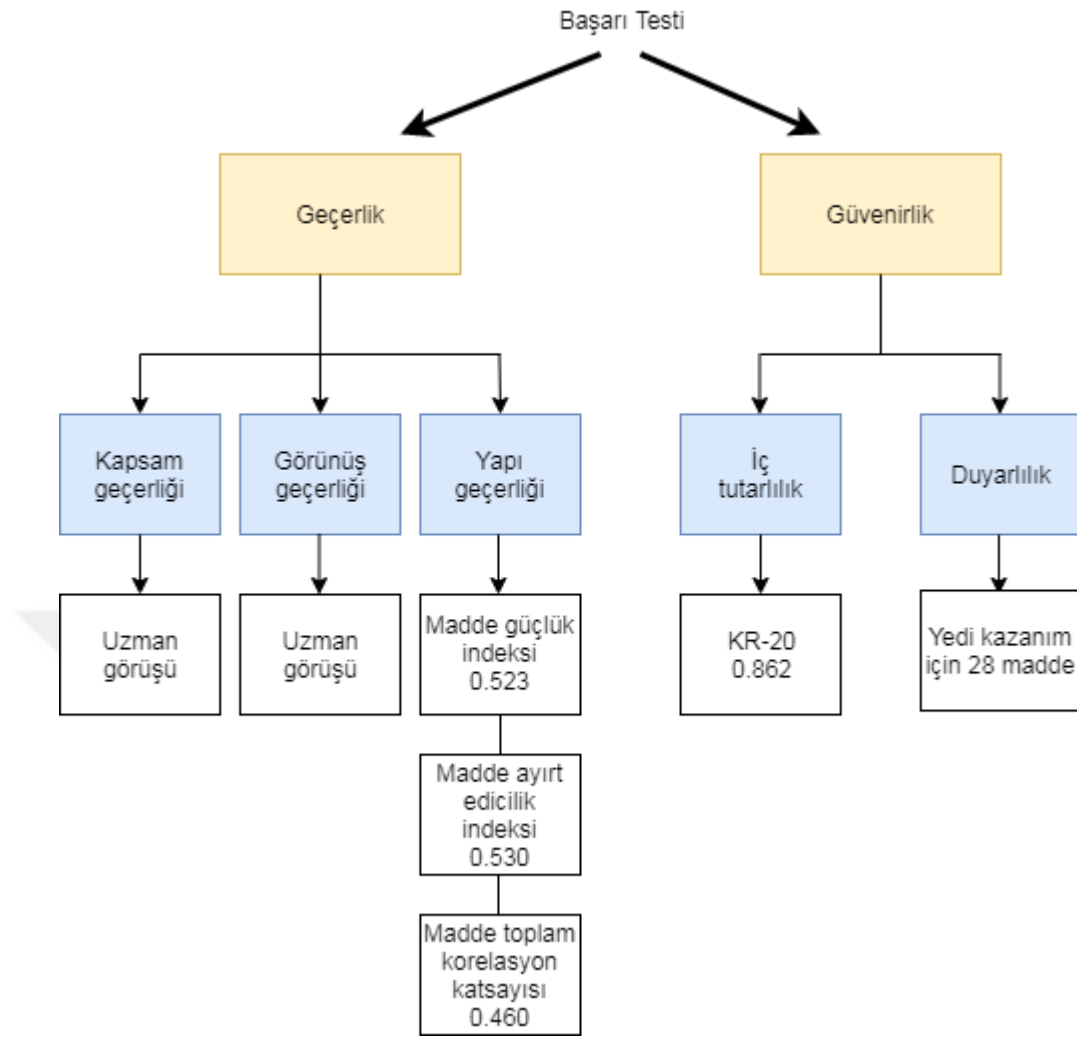 Başarı Testi
Geçerlik
Güvenirlik
Kapsam
geçerliği
Görünüş
geçerliği
Yapı
geçerliği
İç
tutarlılık
Duyarlılık
Uzman
görüşü
Uzman
görüşü
Madde güçlük
indeksi
0.523
KR-20
0.862
Yedi kazanım
için 28 madde
Madde ayırt
edicilik
indeksi
0.530
Madde toplam
korelasyon
katsayısı
0.460